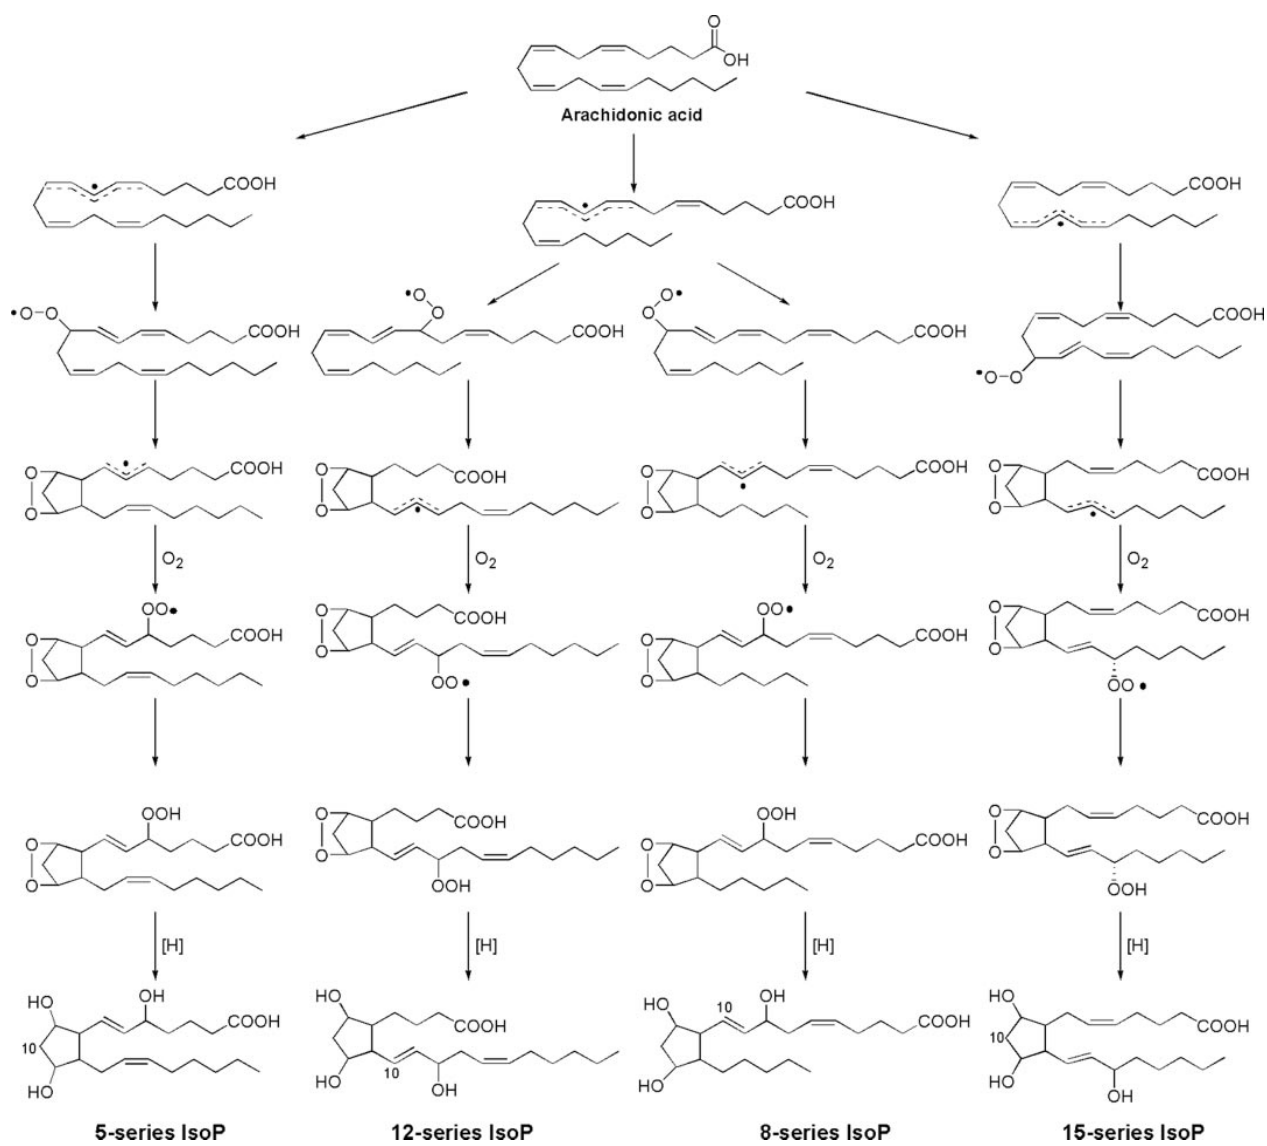 O
OH
Arachidonic acid
COOH
COOH
COOH
•O–O
COOH
•O
O
COOH
O•
O
COOH
COOH
•O–O
O
O
COOH
O
O
COOH
O
O
COOH
O
O
COOH
O2
O2
O2
O2
OO•
O
O
COOH
O
O
COOH
OO•
OO•
O
O
COOH
O
O
COOH
OO•
OOH
O
O
COOH
O
O
COOH
OOH
OOH
O
O
COOH
O
O
COOH
OOH
[H]
[H]
[H]
[H]
HO
OH
COOH
10
HO
HO
COOH
10
HO
OH
HO
10
OH
COOH
HO
HO
COOH
10
HO
OH
5-series IsoP
12-series IsoP
8-series IsoP
15-series IsoP